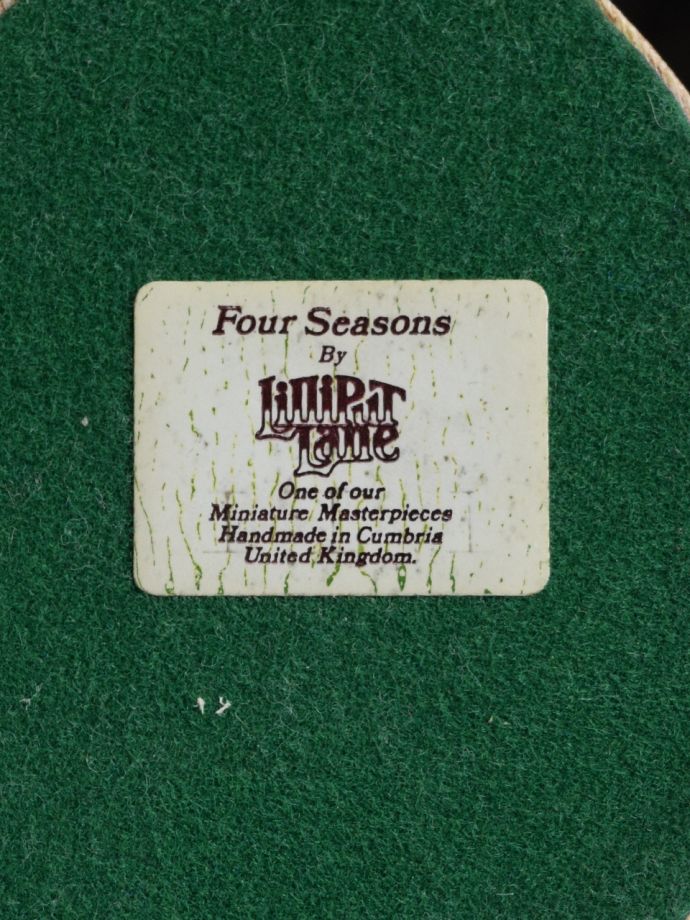 Four Seasons
By
Lilliput
Lane
One of our
Miniature Masterpieces
Handmade in Cumbria
United Kingdom.